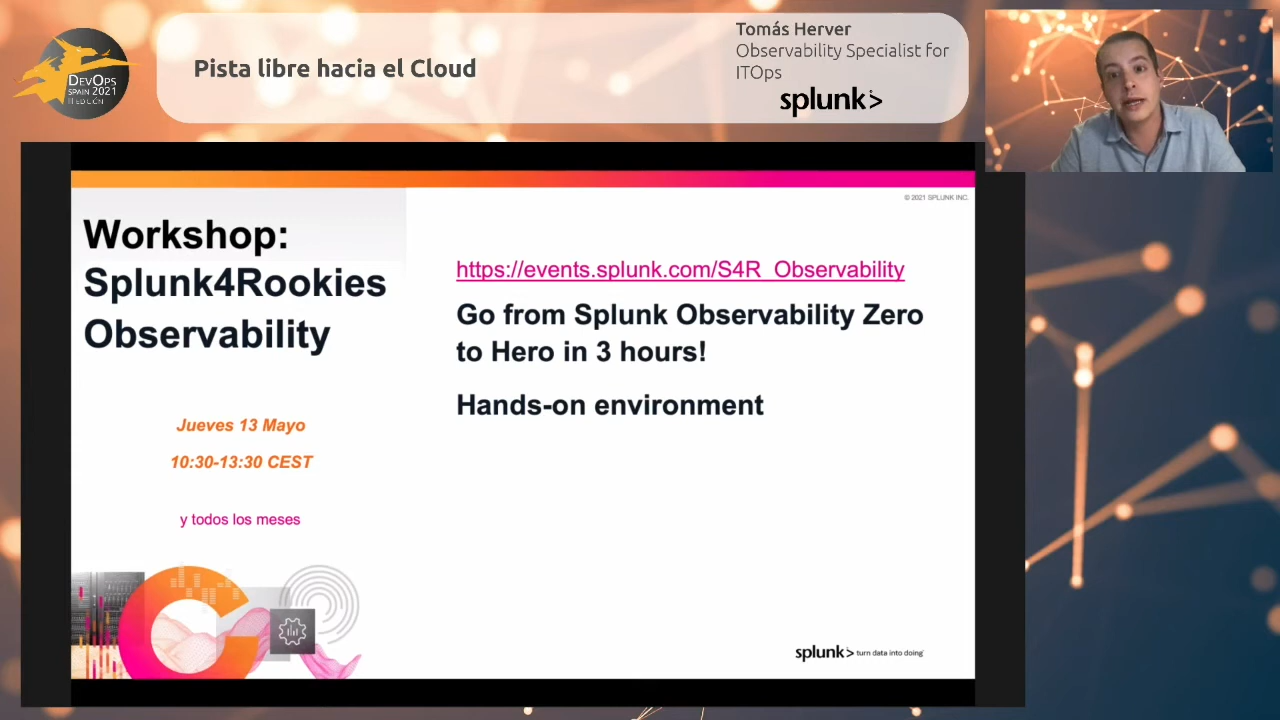 DevOps
SPAIN 2021
II EDICIÓN
Pista libre hacia el Cloud
Tomás Herver
Observability Specialist for
ITOps
splunk>
© 2021 SPLUNK INC.
Workshop:
Splunk4Rookies
Observability
Jueves 13 Mayo
10:30-13:30 CEST
y todos los meses
https://events.splunk.com/S4R_Observability
Go from Splunk Observability Zero
to Hero in 3 hours!
Hands-on environment
splunk> turn data into doing